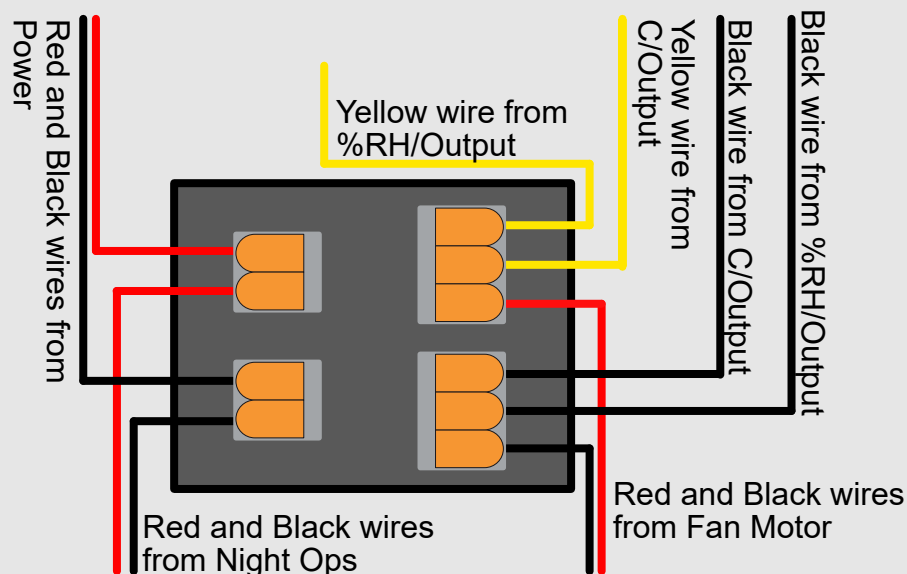 Red and Black wires from
Power
Yellow wire from
%RH/Output
Yellow wire from
C/Output
Black wire from C/Output
Black wire from %RH/Output
Red and Black wires
from Night Ops
Red and Black wires
from Fan Motor